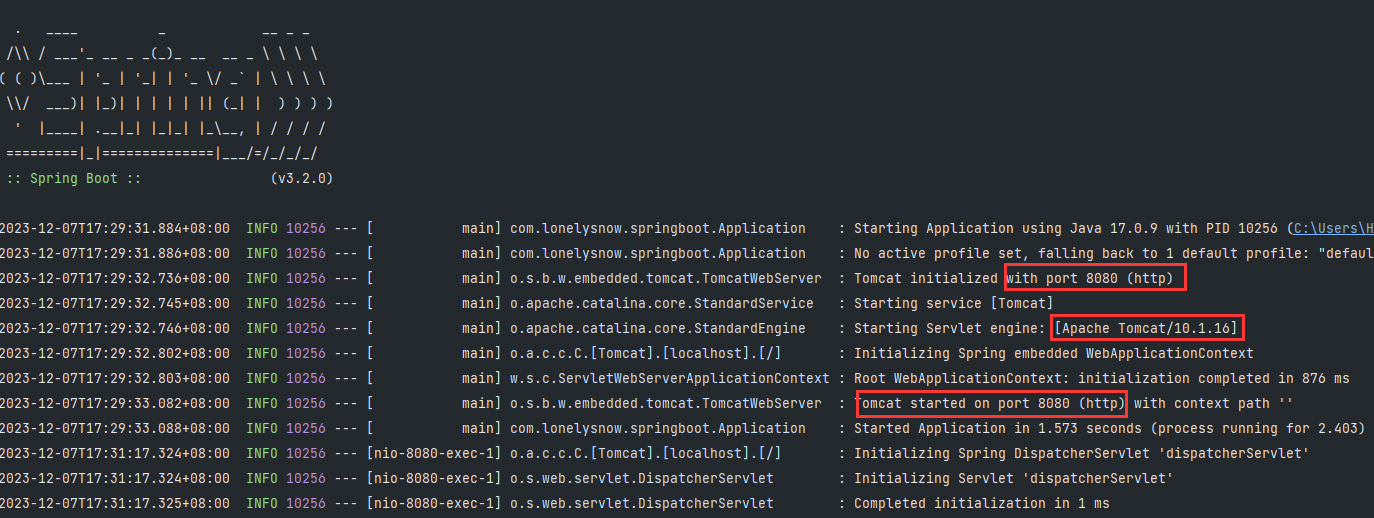 .   ____          _            __ _ _
 /\\ / ___'_ __ _ _(_)_ __  __ _ \ \ \ \
( ( )\___ | '_ | '_| | '_ \/ _` | \ \ \ \
 \\/  ___)| |_)| | | | | || (_| |  ) ) ) )
  '  |____| .__|_| |_|_| |_\__, | / / / /
 =========|_|==============|___/=/_/_/_/
 :: Spring Boot ::                (v3.2.0)
2023-12-07T17:29:31.884+08:00  INFO 10256 --- [           main] com.lonelysnow.springboot.Application    : Starting Application using Java 17.0.9 with PID 10256 (C:\Users\H
2023-12-07T17:29:31.886+08:00  INFO 10256 --- [           main] com.lonelysnow.springboot.Application    : No active profile set, falling back to 1 default profile: "defaul
2023-12-07T17:29:32.736+08:00  INFO 10256 --- [           main] o.s.b.w.embedded.tomcat.TomcatWebServer  : Tomcat initialized with port 8080 (http)
2023-12-07T17:29:32.745+08:00  INFO 10256 --- [           main] o.apache.catalina.core.StandardService   : Starting service [Tomcat]
2023-12-07T17:29:32.746+08:00  INFO 10256 --- [           main] o.apache.catalina.core.StandardEngine    : Starting Servlet engine: [Apache Tomcat/10.1.16]
2023-12-07T17:29:32.802+08:00  INFO 10256 --- [           main] o.a.c.c.C.[Tomcat].[localhost].[/]       : Initializing Spring embedded WebApplicationContext
2023-12-07T17:29:32.803+08:00  INFO 10256 --- [           main] w.s.c.ServletWebServerApplicationContext : Root WebApplicationContext: initialization completed in 876 ms
2023-12-07T17:29:33.082+08:00  INFO 10256 --- [           main] o.s.b.w.embedded.tomcat.TomcatWebServer  : Tomcat started on port 8080 (http) with context path ''
2023-12-07T17:29:33.088+08:00  INFO 10256 --- [           main] com.lonelysnow.springboot.Application    : Started Application in 1.573 seconds (process running for 2.403)
2023-12-07T17:31:17.324+08:00  INFO 10256 --- [nio-8080-exec-1] o.a.c.c.C.[Tomcat].[localhost].[/]       : Initializing Spring DispatcherServlet 'dispatcherServlet'
2023-12-07T17:31:17.324+08:00  INFO 10256 --- [nio-8080-exec-1] o.s.web.servlet.DispatcherServlet        : Initializing Servlet 'dispatcherServlet'
2023-12-07T17:31:17.325+08:00  INFO 10256 --- [nio-8080-exec-1] o.s.web.servlet.DispatcherServlet        : Completed initialization in 1 ms